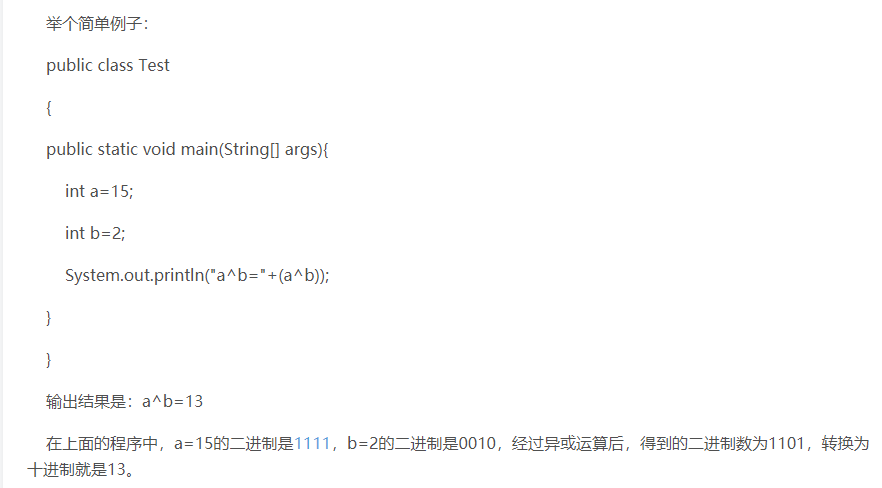 举个简单例子：
public class Test
{
public static void main(String[] args){
int a=15;
int b=2;
System.out.println("a^b="+(a^b));
}
}
输出结果是：a^b=13
在上面的程序中，a=15的二进制是1111，b=2的二进制是0010，经过异或运算后，得到的二进制数为1101，转换为
十进制就是13。